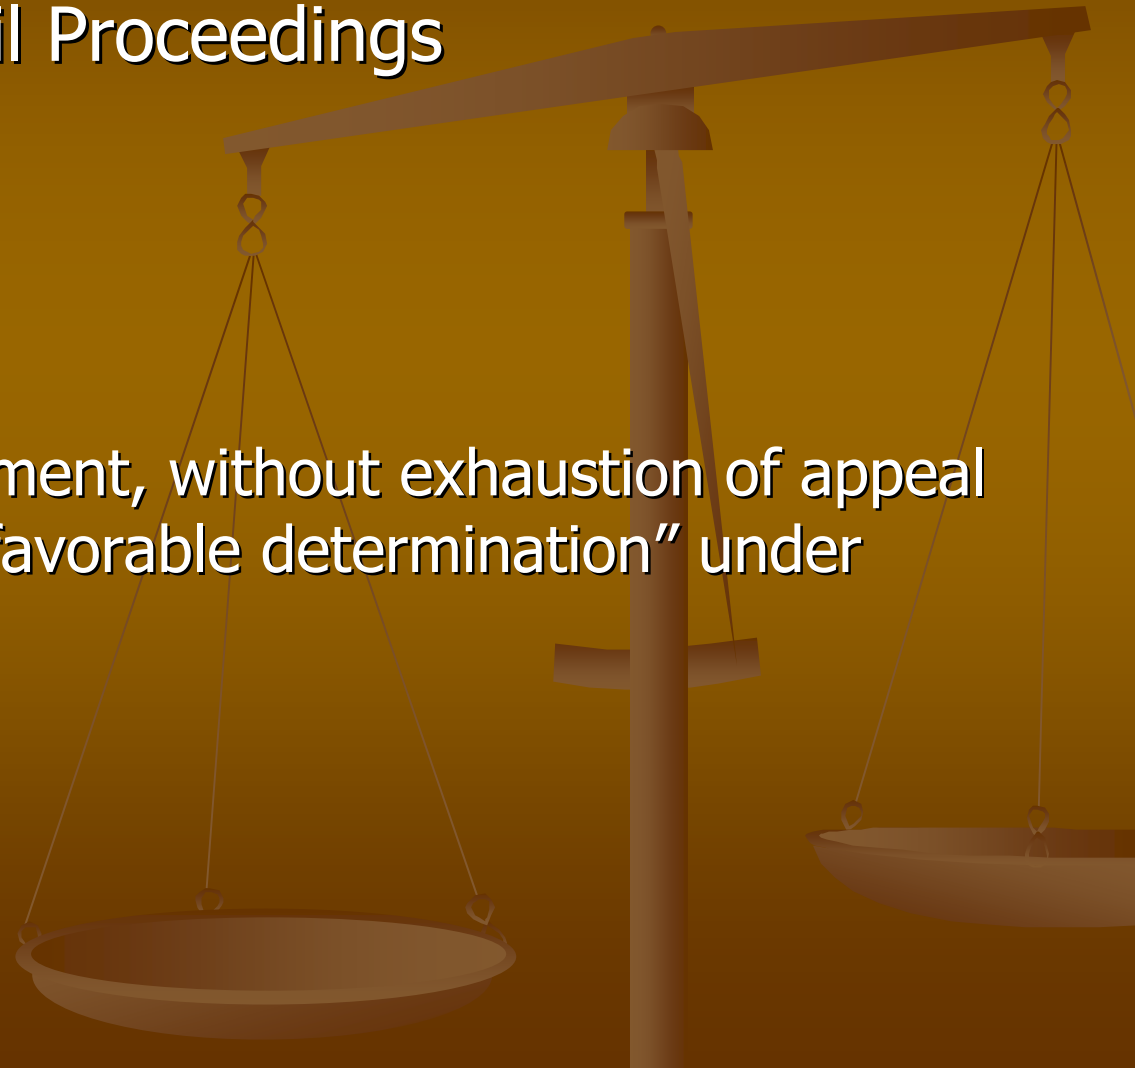 il Proceedings
ment, without exhaustion of appeal
favorable determination” under